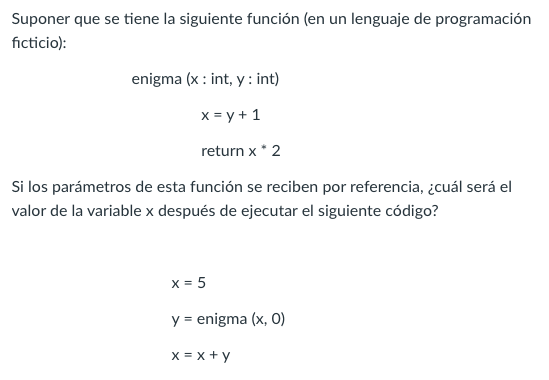 Suponer que se tiene la siguiente función (en un lenguaje de programación
ficticio):
enigma (x : int, y : int)
x = y + 1
return x * 2
Si los parámetros de esta función se reciben por referencia, ¿cuál será el
valor de la variable x después de ejecutar el siguiente código?
x = 5
y = enigma (x, 0)
x = x + y